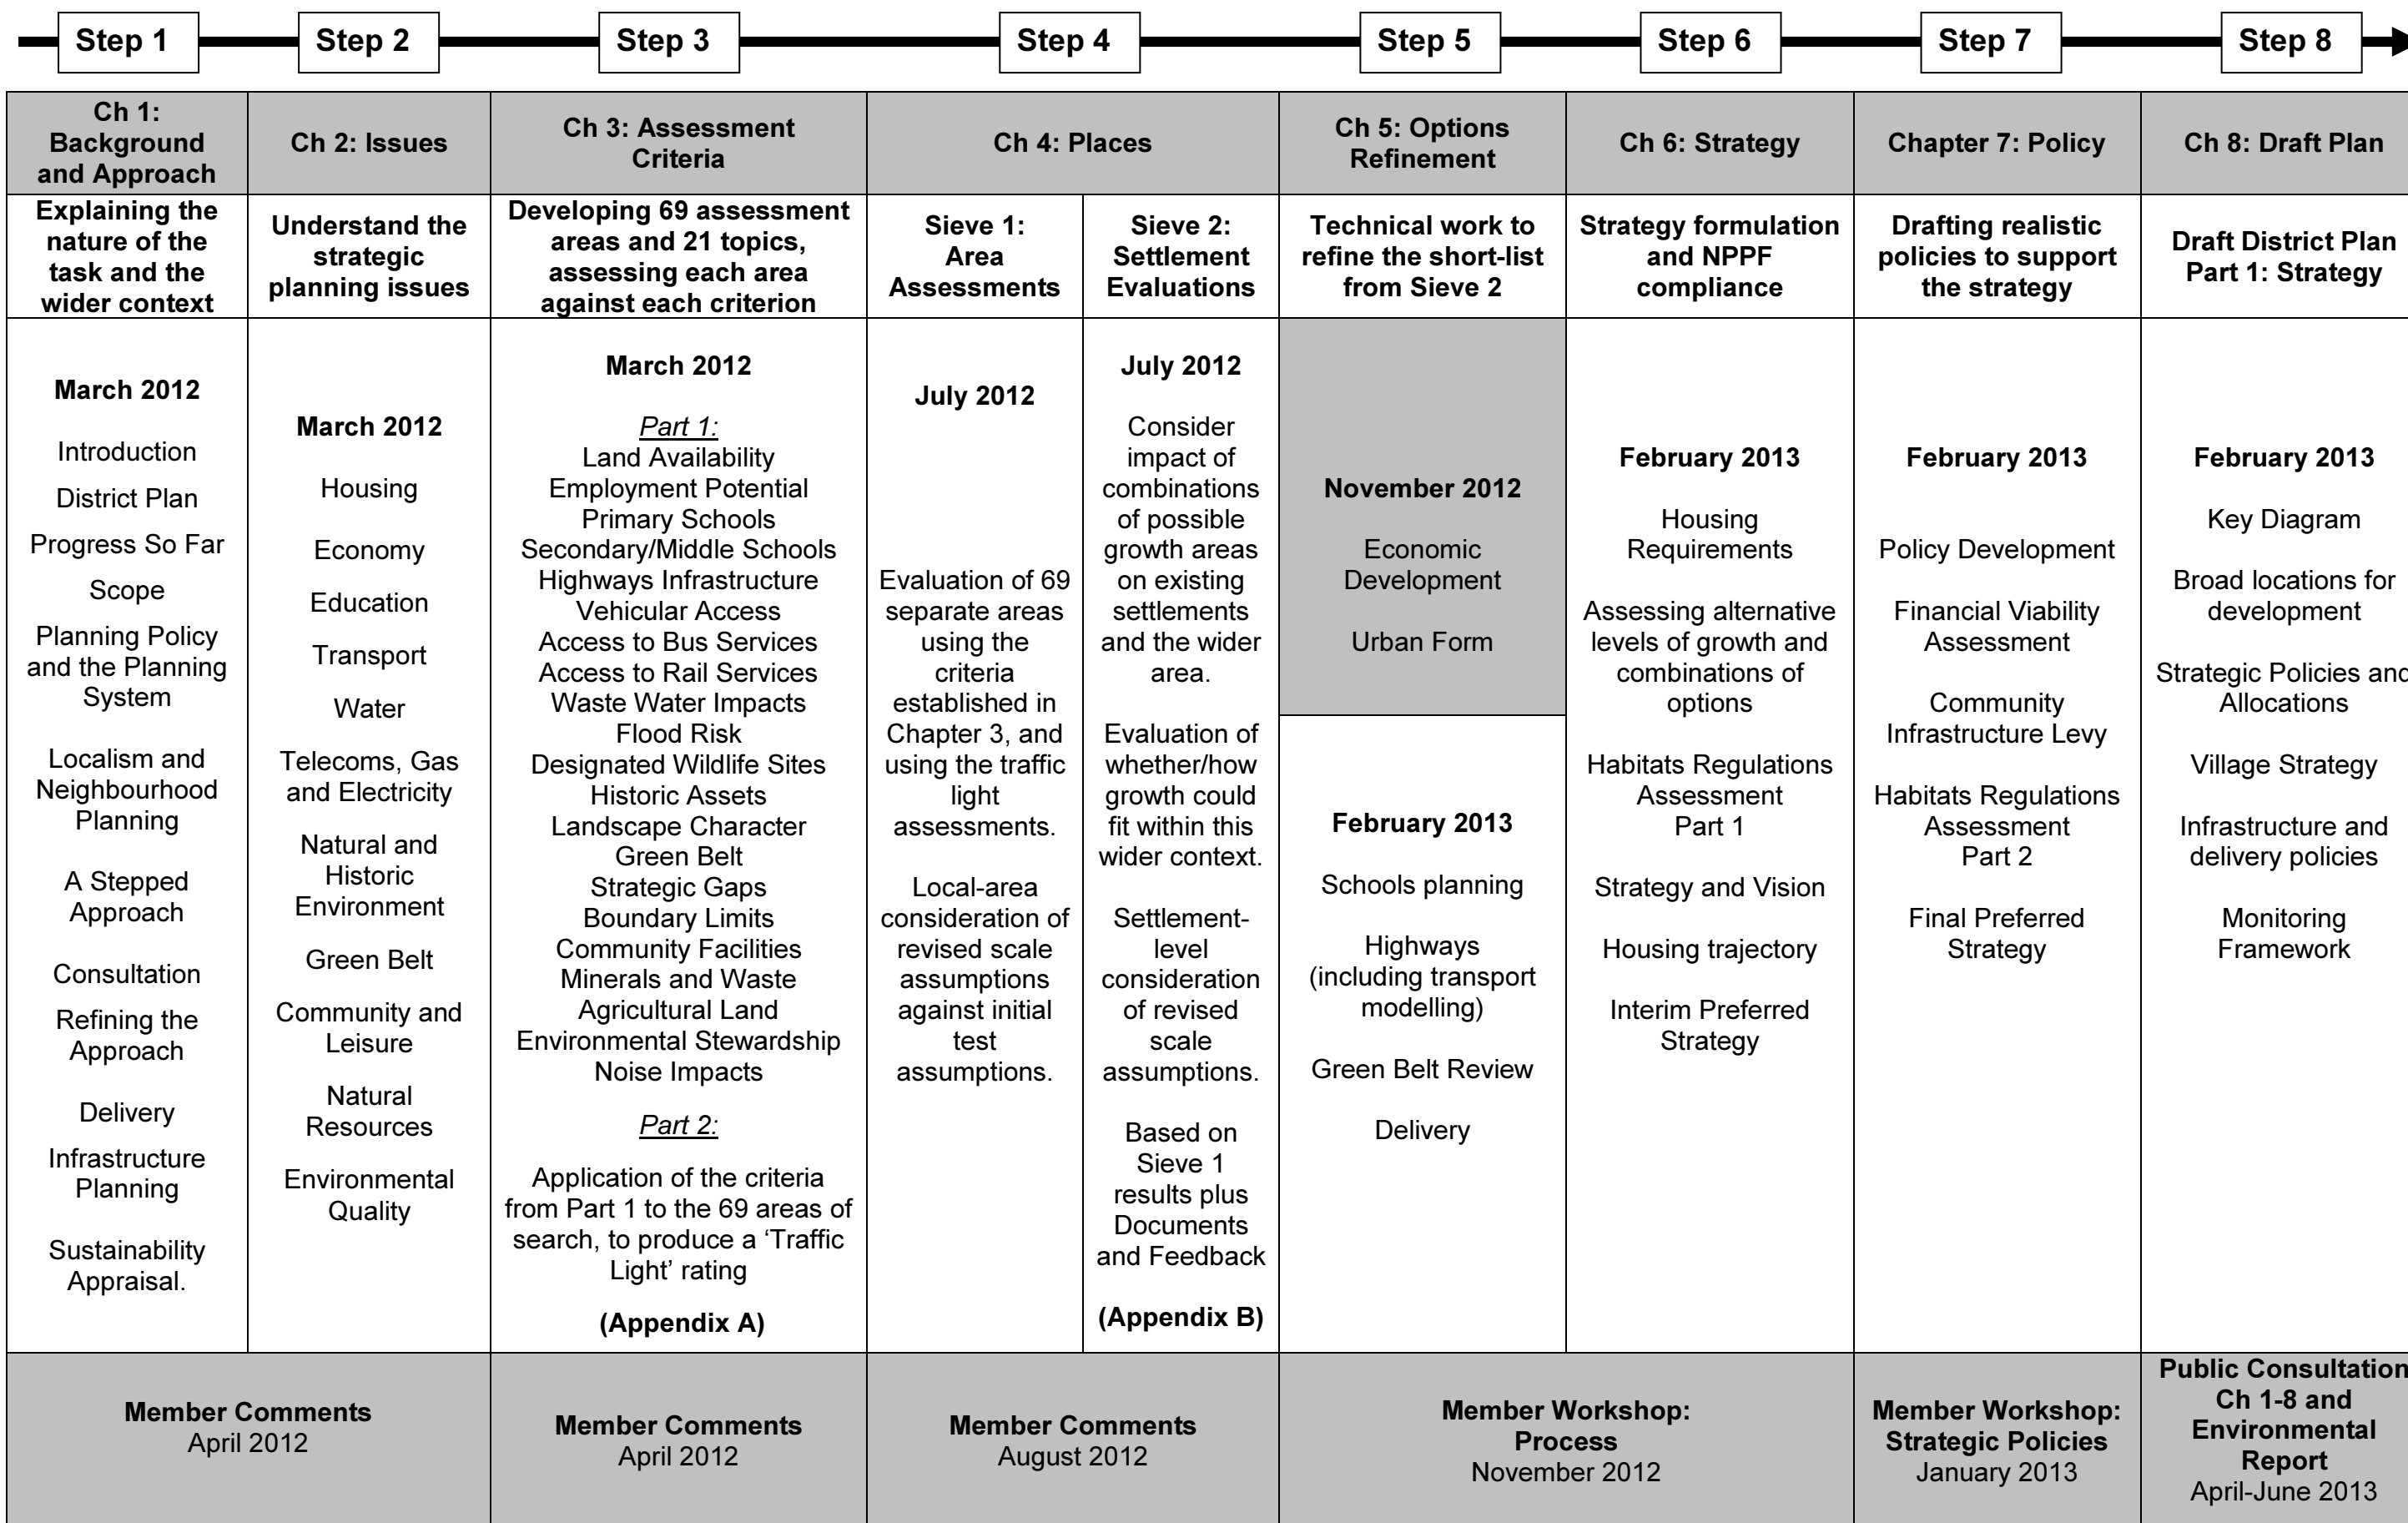 Step 1
Step 2
Step 3
Step 4
Step 5
Step 6
Step 7
Step 8
Ch 1:
Background
and Approach
Ch 2: Issues
Ch 3: Assessment
Criteria
Ch 4: Places
Ch 5: Options
Refinement
Ch 6: Strategy
Chapter 7: Policy
Ch 8: Draft Plan
Explaining the
nature of the
task and the
wider context
Understand the
strategic
planning issues
Developing 69 assessment
areas and 21 topics,
assessing each area
against each criterion
Sieve 1:
Area
Assessments
Sieve 2:
Settlement
Evaluations
Technical work to
refine the short-list
from Sieve 2
Strategy formulation
and NPPF
compliance
Drafting realistic
policies to support
the strategy
Draft District Plan
Part 1: Strategy
March 2012
Introduction
District Plan
Progress So Far
Scope
Planning Policy
and the Planning
System
Localism and
Neighbourhood
Planning
A Stepped
Approach
Consultation
Refining the
Approach
Delivery
Infrastructure
Planning
Sustainability
Appraisal.
March 2012
Housing
Economy
Education
Transport
Water
Telecoms, Gas
and Electricity
Natural and
Historic
Environment
Green Belt
Community and
Leisure
Natural
Resources
Environmental
Quality
March 2012
Part 1:
Land Availability
Employment Potential
Primary Schools
Secondary/Middle Schools
Highways Infrastructure
Vehicular Access
Access to Bus Services
Access to Rail Services
Waste Water Impacts
Flood Risk
Designated Wildlife Sites
Historic Assets
Landscape Character
Green Belt
Strategic Gaps
Boundary Limits
Community Facilities
Minerals and Waste
Agricultural Land
Environmental Stewardship
Noise Impacts
Part 2:
Application of the criteria
from Part 1 to the 69 areas of
search, to produce a ‘Traffic
Light’ rating
(Appendix A)
July 2012
Evaluation of 69
separate areas
using the
criteria
established in
Chapter 3, and
using the traffic
light
assessments.
Local-area
consideration of
revised scale
assumptions
against initial
test
assumptions.
July 2012
Consider
impact of
combinations
of possible
growth areas
on existing
settlements
and the wider
area.
Evaluation of
whether/how
growth could
fit within this
wider context.
Settlement-
level
consideration
of revised
scale
assumptions.
Based on
Sieve 1
results plus
Documents
and Feedback
(Appendix B)
November 2012
Economic
Development
Urban Form
February 2013
Schools planning
Highways
(including transport
modelling)
Green Belt Review
Delivery
February 2013
Housing
Requirements
Assessing alternative
levels of growth and
combinations of
options
Habitats Regulations
Assessment
Part 1
Strategy and Vision
Housing trajectory
Interim Preferred
Strategy
February 2013
Policy Development
Financial Viability
Assessment
Community
Infrastructure Levy
Habitats Regulations
Assessment
Part 2
Final Preferred
Strategy
February 2013
Key Diagram
Broad locations for
development
Strategic Policies and
Allocations
Village Strategy
Infrastructure and
delivery policies
Monitoring
Framework
Member Comments
April 2012
Member Comments
April 2012
Member Comments
August 2012
Member Workshop:
Process
November 2012
Member Workshop:
Strategic Policies
January 2013
Public Consultation
Ch 1-8 and
Environmental
Report
April-June 2013